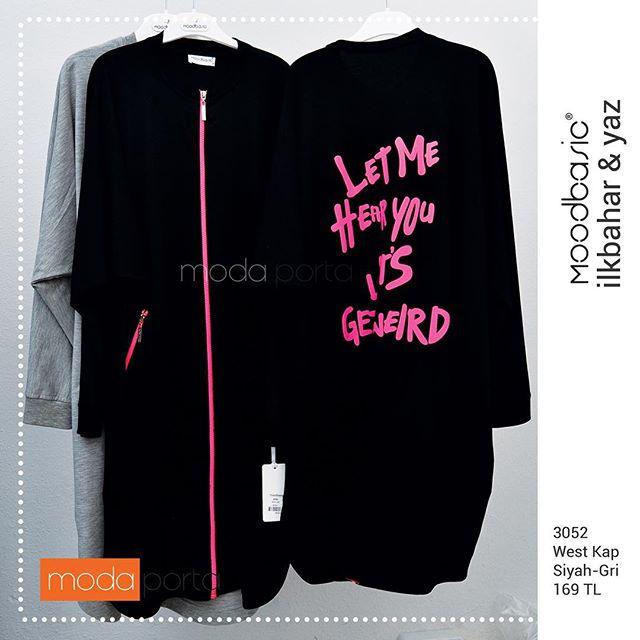 moodbasic
LET ME
HEAR YOU
IT'S
GEJEIRD
moda porta
moda porta
Moodbasic®
ilkbahar & yaz
3052
West Kap
Siyah-Gri
169 TL